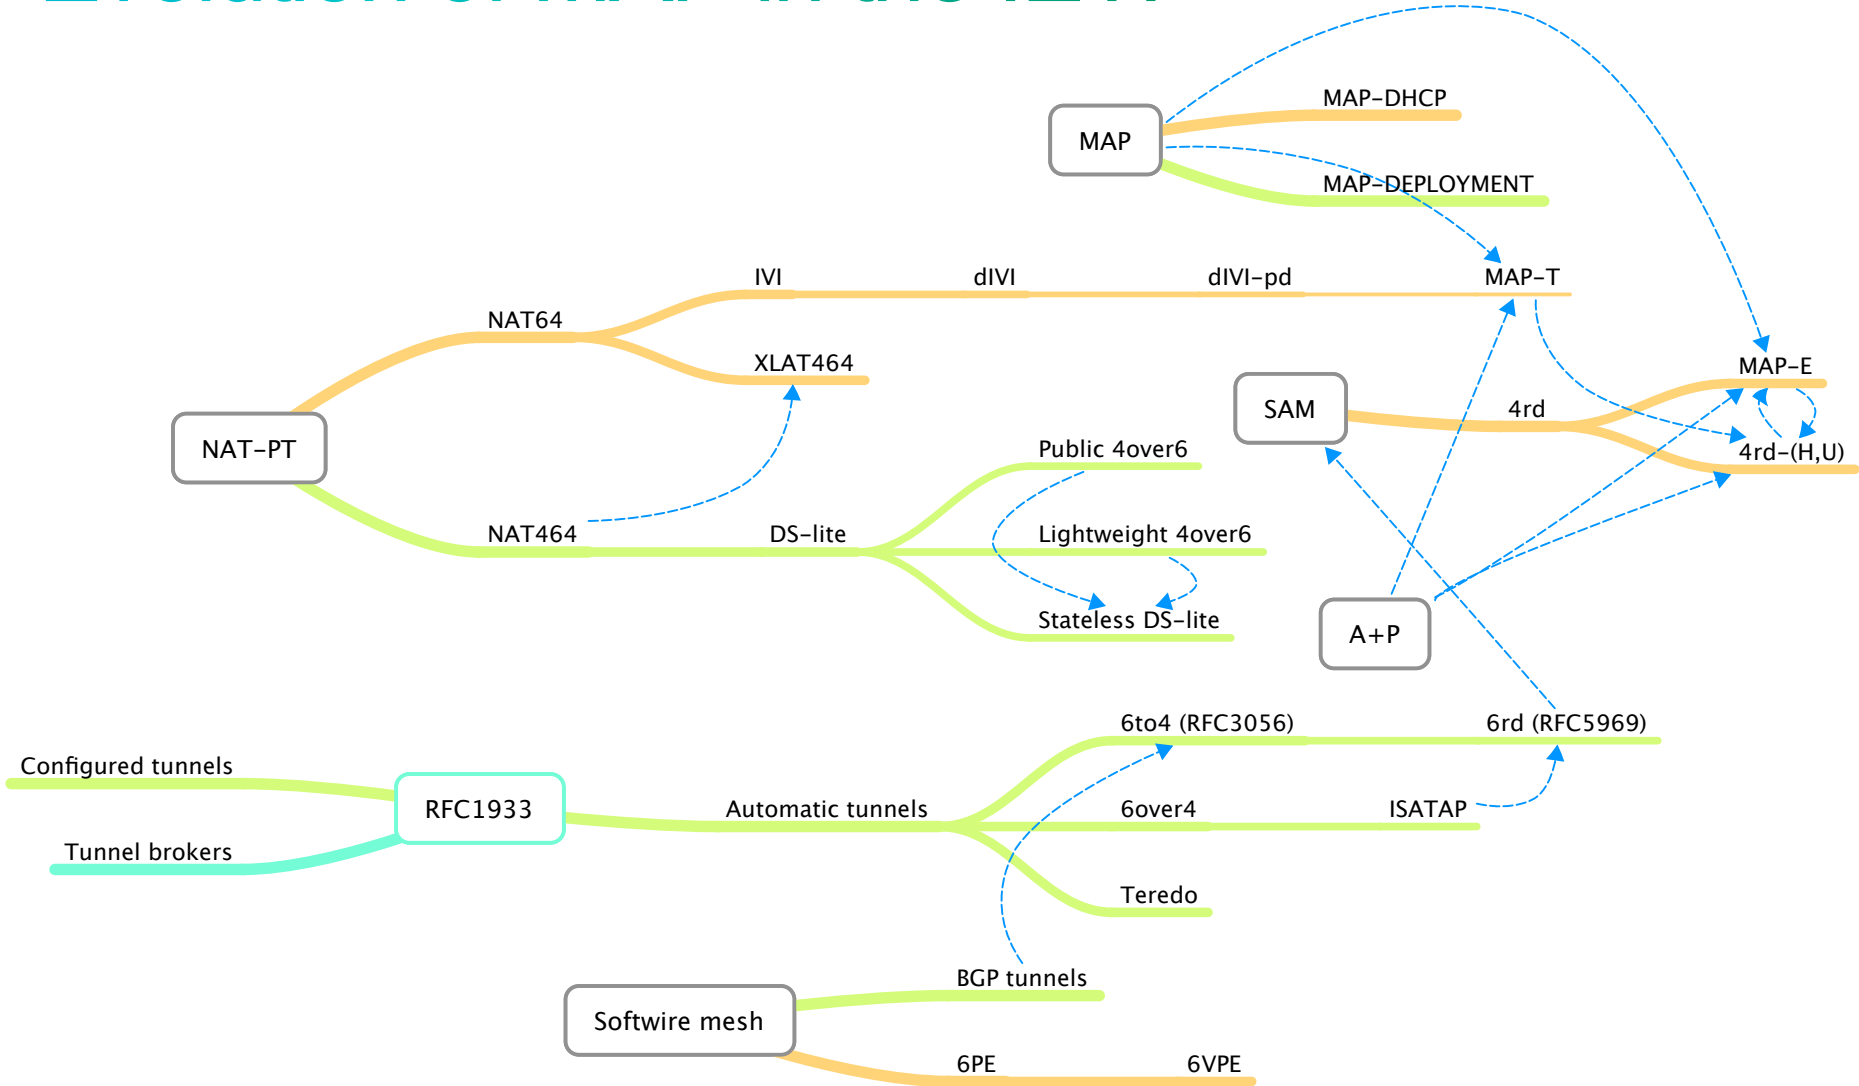 MAP-DHCP
MAP
MAP-DEPLOYMENT
IVI
dIVI
dIVI-pd
MAP-T
NAT64
XLAT464
MAP-E
SAM
4rd
NAT-PT
Public 4over6
4rd-(H,U)
NAT464
DS-lite
Lightweight 4over6
Stateless DS-lite
A+P
6to4 (RFC3056)
6rd (RFC5969)
Configured tunnels
RFC1933
Automatic tunnels
6over4
ISATAP
Tunnel brokers
Teredo
BGP tunnels
Softwire mesh
6PE
6VPE